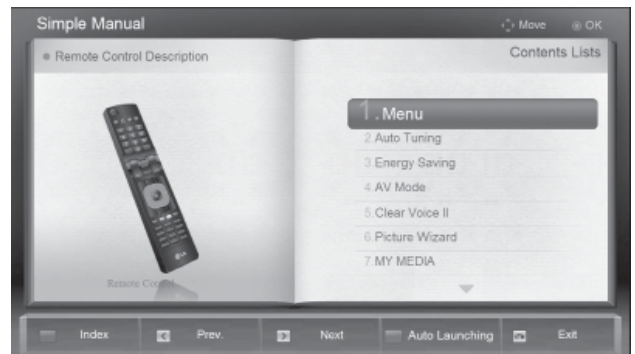 Simple Manual
Move
OK
Remote Control Description
Contents Lists
1. Menu
2.Auto Tuning
3.Energy Saving
4.AV Mode
5.Clear Voice II
6.Picture Wizard
7.MY MEDIA
LG
Remote Control
Index
Prev.
Next
Auto Launching
Exit